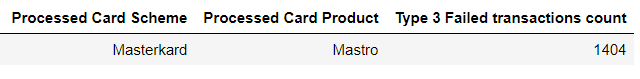 Processed Card Scheme Processed Card Product Type 3 Failed transactions count
Masterkard Mastro 1404